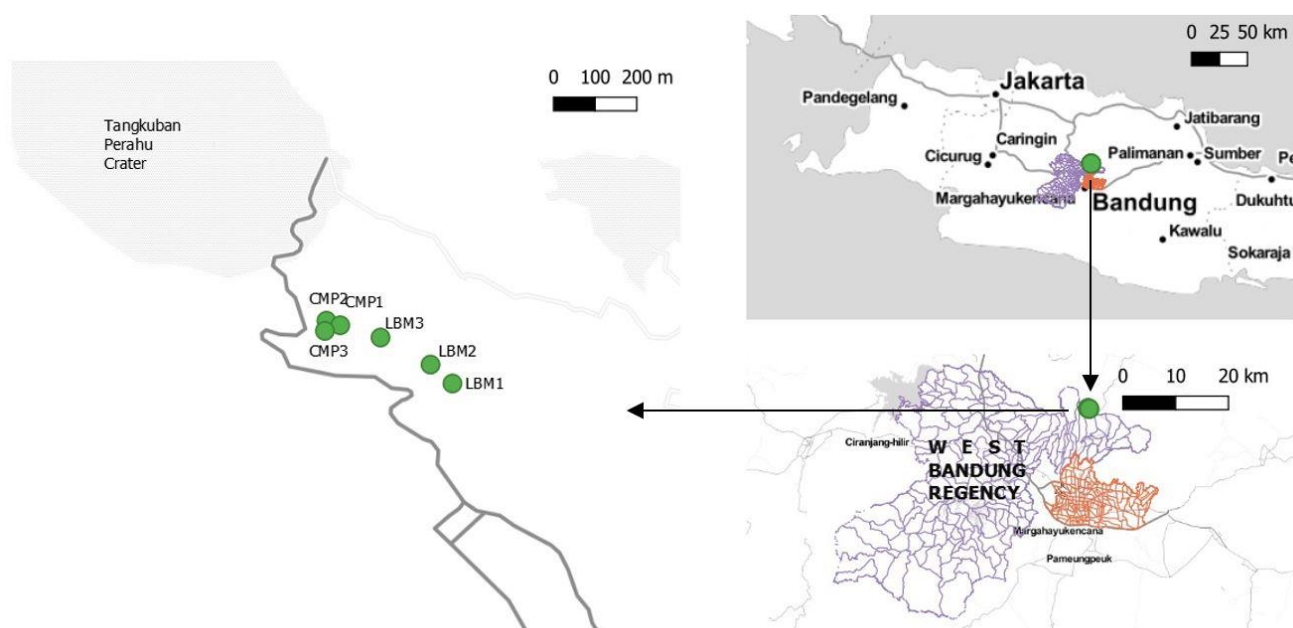 0 100 200 m
Tangkuban
Perahu
Crater
CMP2
CMP1
CMP3
LBM3
LBM2
LBM1
0 25 50 km
Jakarta
Pandegelang
Jatibarang
Caringin
Cicurug
Palimanan
Sumber
Pe
Margahayukencana
Bandung
Dukuhtu
Kawalu
Sokaraja
0 10 20 km
Ciranjang-hilir
WEST
BANDUNG
REGENCY
Margahayukencana
Pameungpeuk